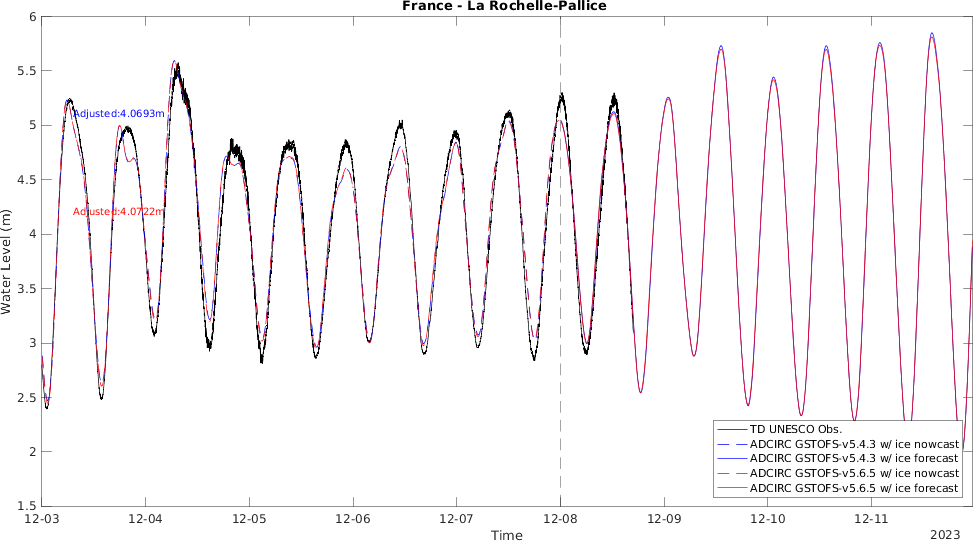 France - La Rochelle-Pallice
6
5.5
5
4.5
4
3.5
3
2.5
2
1.5
Water Level (m)
Adjusted:4.0693m
Adjusted:4.0722m
TD UNESCO Obs.
ADCIRC GSTOFS-v5.4.3 w/ ice nowcast
ADCIRC GSTOFS-v5.4.3 w/ ice forecast
ADCIRC GSTOFS-v5.6.5 w/ ice nowcast
ADCIRC GSTOFS-v5.6.5 w/ ice forecast
12-03 12-04 12-05 12-06 12-07 12-08 12-09 12-10 12-11
Time
2023